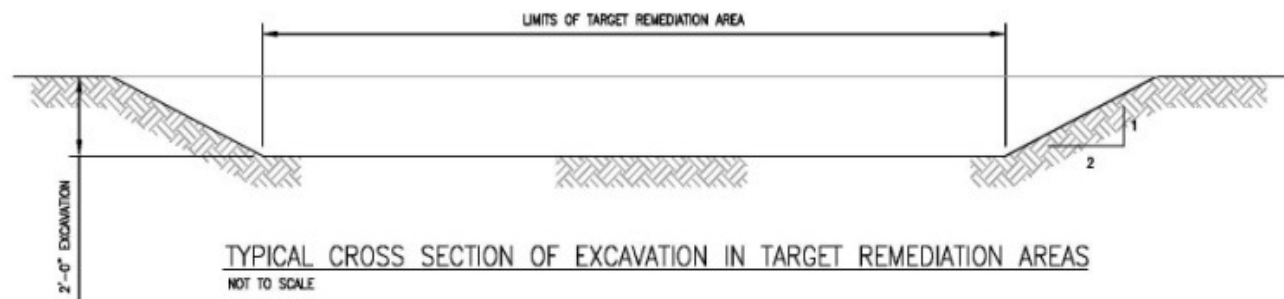 LIMITS OF TARGET REMEDIATION AREA
1
2
2'-0" EXCAVATION
TYPICAL CROSS SECTION OF EXCAVATION IN TARGET REMEDIATION AREAS
NOT TO SCALE